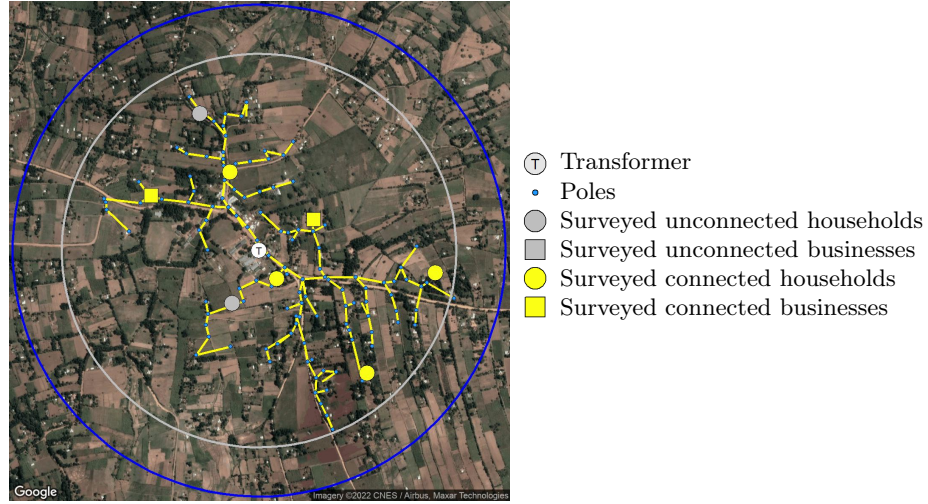 T
Google
Imagery ©2022 CNES / Airbus, Maxar Technologies
T Transformer
Poles
Surveyed unconnected households
Surveyed unconnected businesses
Surveyed connected households
Surveyed connected businesses